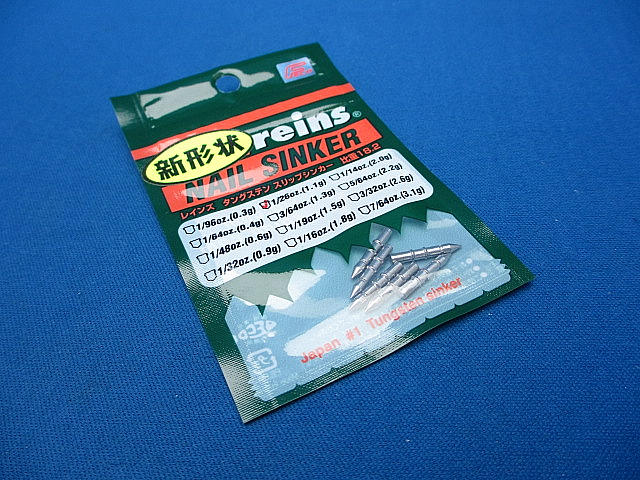 新形状
reins®
NAIL SINKER
レインズ タングステン スリップシンカー 比重18.2
1/96oz.(0.3g) 1/26oz.(1.1g) 1/14oz.(2.0g)
1/64oz.(0.4g) 3/64oz.(1.3g) 5/64oz.(2.2g)
1/48oz.(0.6g) 1/19oz.(1.5g) 3/32oz.(2.6g)
1/32oz.(0.9g) 1/16oz.(1.8g) 7/64oz.(3.1g)
Japan #1 Tungsten sinker